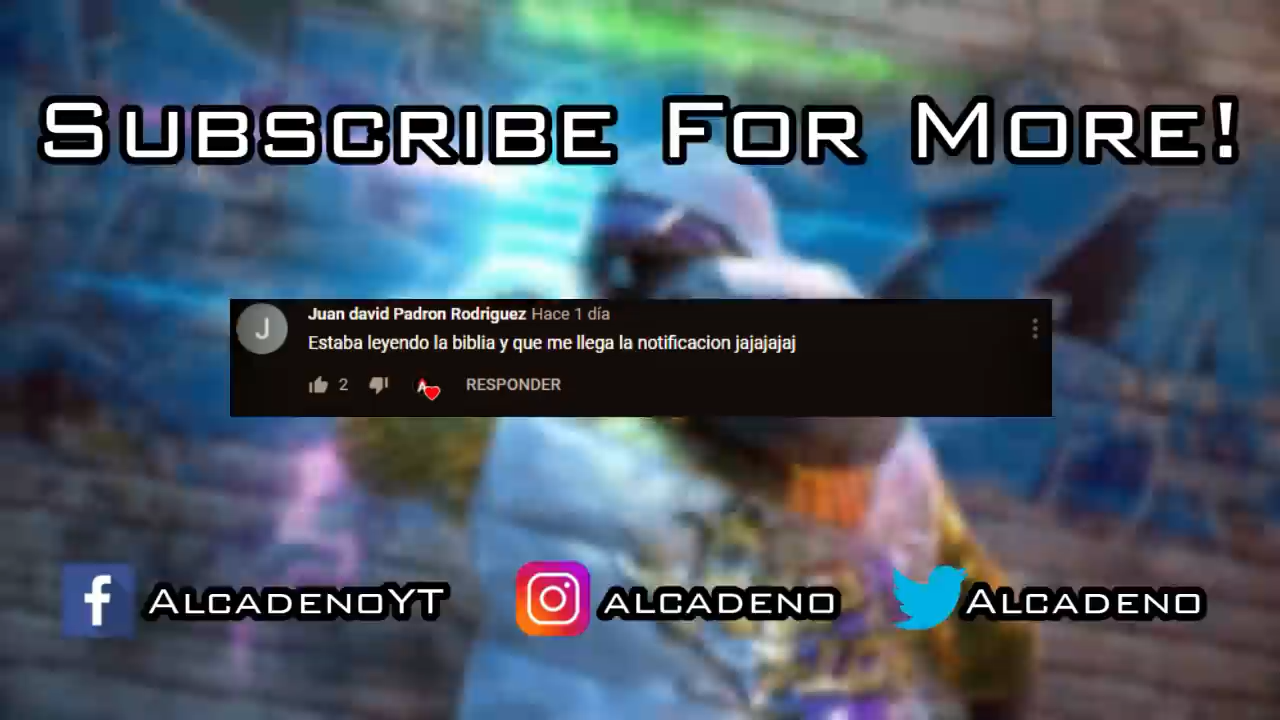 SUBSCRIBE FOR MORE!
J
Juan david Padron Rodriguez Hace 1 día
Estaba leyendo la biblia y que me llega la notificacion jajajajaj
2 RESPONDER
f ALCADENOYT ALCADENO ALCADENO